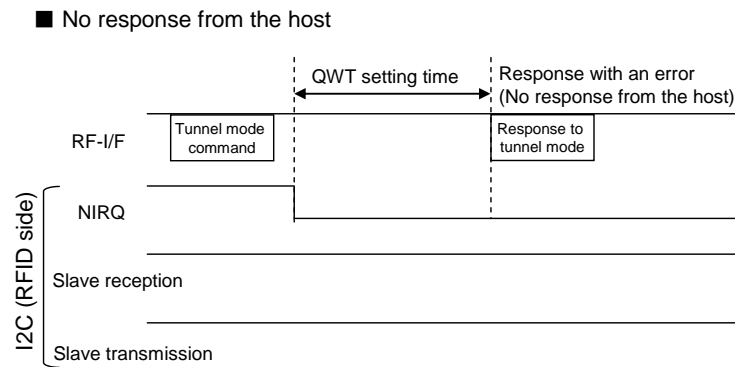 ■ No response from the host
QWT setting time
Response with an error
(No response from the host)
RF-I/F
Tunnel mode
command
Response to
tunnel mode
I2C (RFID side)
NIRQ
Slave reception
Slave transmission